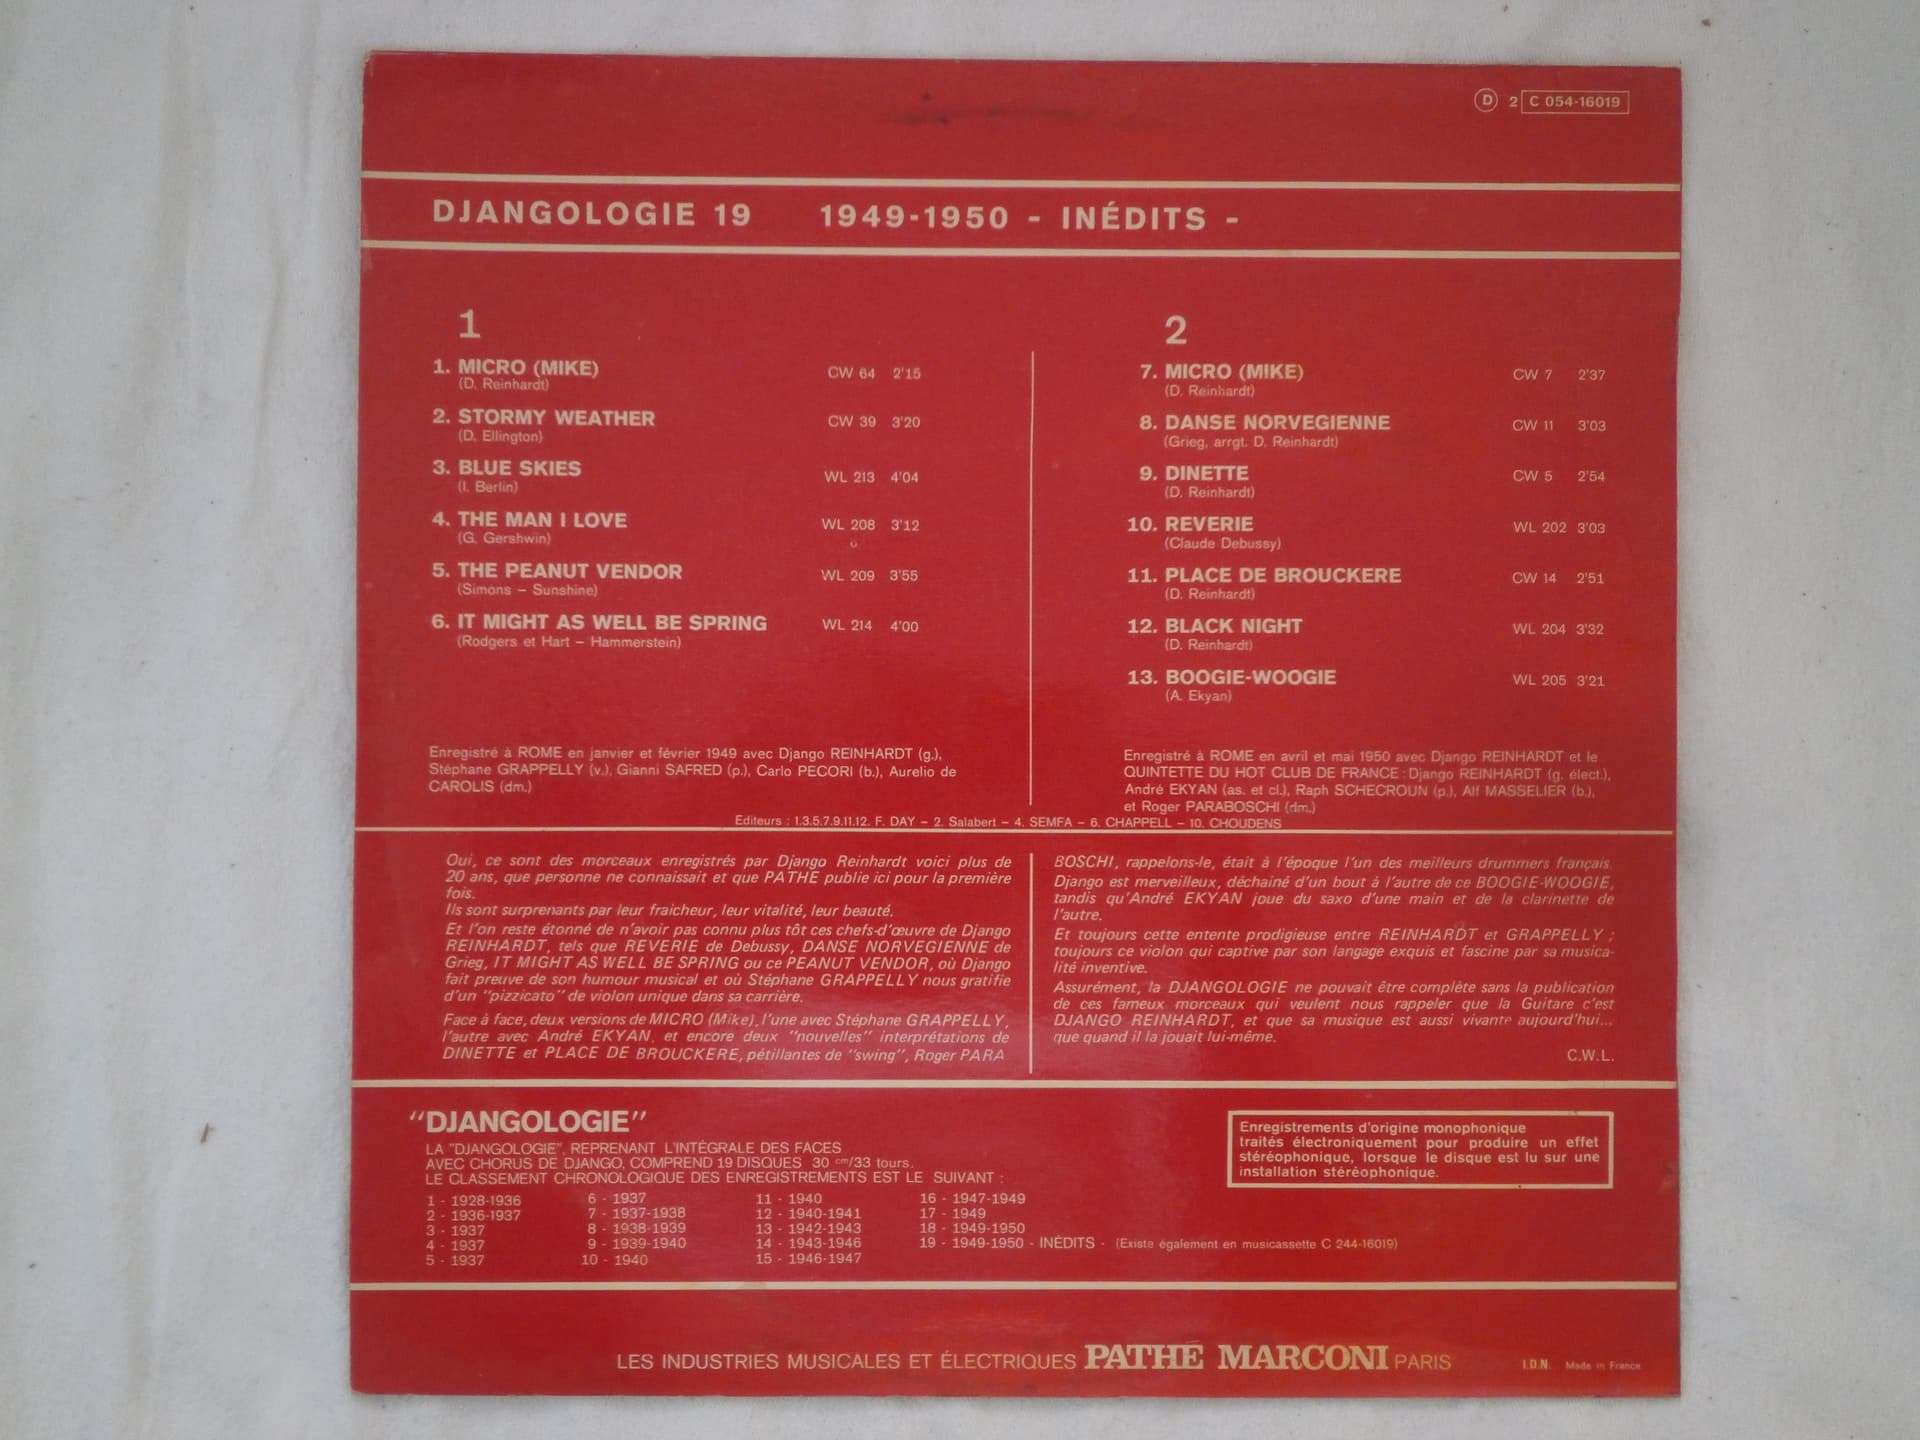 D 2 C 054-16019
DJANGOLOGIE 19 1949-1950 - INÉDITS -
1
1. MICRO (MIKE) CW 64 2'15
(D. Reinhardt)
2. STORMY WEATHER CW 39 3'20
(D. Ellington)
3. BLUE SKIES WL 213 4'04
(I. Berlin)
4. THE MAN I LOVE WL 208 3'12
(G. Gershwin)
5. THE PEANUT VENDOR WL 209 3'55
(Simons – Sunshine)
6. IT MIGHT AS WELL BE SPRING WL 214 4'00
(Rodgers et Hart – Hammerstein)
Enregistré à ROME en janvier et février 1949 avec Django REINHARDT (g.),
Stéphane GRAPPELLY (v.), Gianni SAFRED (p.), Carlo PECORI (b.), Aurelio de
CAROLIS (dm.)
2
7. MICRO (MIKE) CW 7 2'37
(D. Reinhardt)
8. DANSE NORVEGIENNE CW 11 3'03
(Grieg, arrgt. D. Reinhardt)
9. DINETTE CW 5 2'54
(D. Reinhardt)
10. REVERIE WL 202 3'03
(Claude Debussy)
11. PLACE DE BROUCKERE CW 14 2'51
(D. Reinhardt)
12. BLACK NIGHT WL 204 3'32
(D. Reinhardt)
13. BOOGIE-WOOGIE WL 205 3'21
(A. Ekyan)
Enregistré à ROME en avril et mai 1950 avec Django REINHARDT et le
QUINTETTE DU HOT CLUB DE FRANCE : Django REINHARDT (g. élect.),
André EKYAN (as. et cl.), Raph SCHECROUN (p.), Alf MASSELIER (b.),
et Roger PARABOSCHI (dm.)
Editeurs : 1.3.5.7.9.11.12. F. DAY – 2. Salabert – 4. SEMFA – 6. CHAPPELL – 10. CHOUDENS
Oui, ce sont des morceaux enregistrés par Django Reinhardt voici plus de
20 ans, que personne ne connaissait et que PATHE publie ici pour la première
fois.
Ils sont surprenants par leur fraicheur, leur vitalité, leur beauté.
Et l'on reste étonné de n'avoir pas connu plus tôt ces chefs-d'œuvre de Django
REINHARDT, tels que REVERIE de Debussy, DANSE NORVEGIENNE de
Grieg, IT MIGHT AS WELL BE SPRING ou ce PEANUT VENDOR, où Django
fait preuve de son humour musical et où Stéphane GRAPPELLY nous gratifie
d'un "pizzicato" de violon unique dans sa carrière.
Face à face, deux versions de MICRO (Mike), l'une avec Stéphane GRAPPELLY,
l'autre avec André EKYAN, et encore deux "nouvelles" interprétations de
DINETTE et PLACE DE BROUCKERE, pétillantes de "swing", Roger PARA
BOSCHI, rappelons-le, était à l'époque l'un des meilleurs drummers français.
Django est merveilleux, déchainé d'un bout à l'autre de ce BOOGIE-WOOGIE,
tandis qu'André EKYAN joue du saxo d'une main et de la clarinette de
l'autre.
Et toujours cette entente prodigieuse entre REINHARDT et GRAPPELLY ;
toujours ce violon qui captive par son langage exquis et fascine par sa musica-
lité inventive.
Assurément, la DJANGOLOGIE ne pouvait être complète sans la publication
de ces fameux morceaux qui veulent nous rappeler que la Guitare c'est
DJANGO REINHARDT, et que sa musique est aussi vivante aujourd'hui...
que quand il la jouait lui-même.
C.W.L.
"DJANGOLOGIE"
LA "DJANGOLOGIE", REPRENANT L'INTÉGRALE DES FACES
AVEC CHORUS DE DJANGO, COMPREND 19 DISQUES 30 cm/33 tours.
LE CLASSEMENT CHRONOLOGIQUE DES ENREGISTREMENTS EST LE SUIVANT :
1 - 1928-1936
2 - 1936-1937
3 - 1937
4 - 1937
5 - 1937
6 - 1937
7 - 1937-1938
8 - 1938-1939
9 - 1939-1940
10 - 1940
11 - 1940
12 - 1940-1941
13 - 1942-1943
14 - 1943-1946
15 - 1946-1947
16 - 1947-1949
17 - 1949
18 - 1949-1950
19 - 1949-1950 - INÉDITS - (Existe également en musicassette C 244-16019)
Enregistrements d'origine monophonique
traités électroniquement pour produire un effet
stéréophonique, lorsque le disque est lu sur une
installation stéréophonique.
LES INDUSTRIES MUSICALES ET ÉLECTRIQUES PATHÉ MARCONI PARIS
I.D.N. Made in France